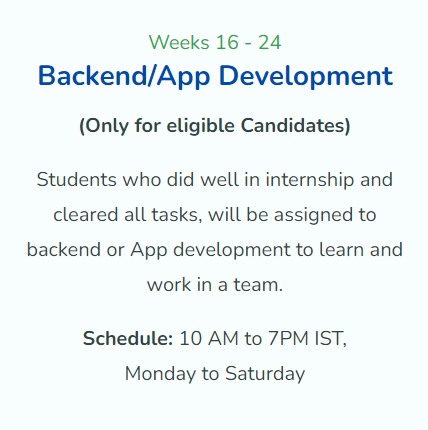 Weeks 16 - 24
Backend/App Development
(Only for eligible Candidates)
Students who did well in internship and
cleared all tasks, will be assigned to
backend or App development to learn and
work in a team.
Schedule: 10 AM to 7PM IST,
Monday to Saturday